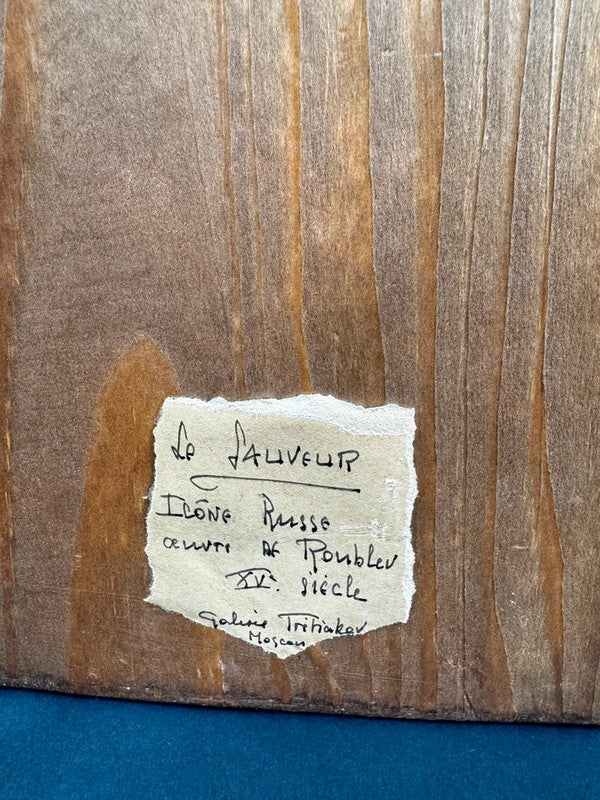 Le Sauveur
Icône Russe
œuvre de Roublev
XVe. siècle
Galerie Tretiakov
Moscou